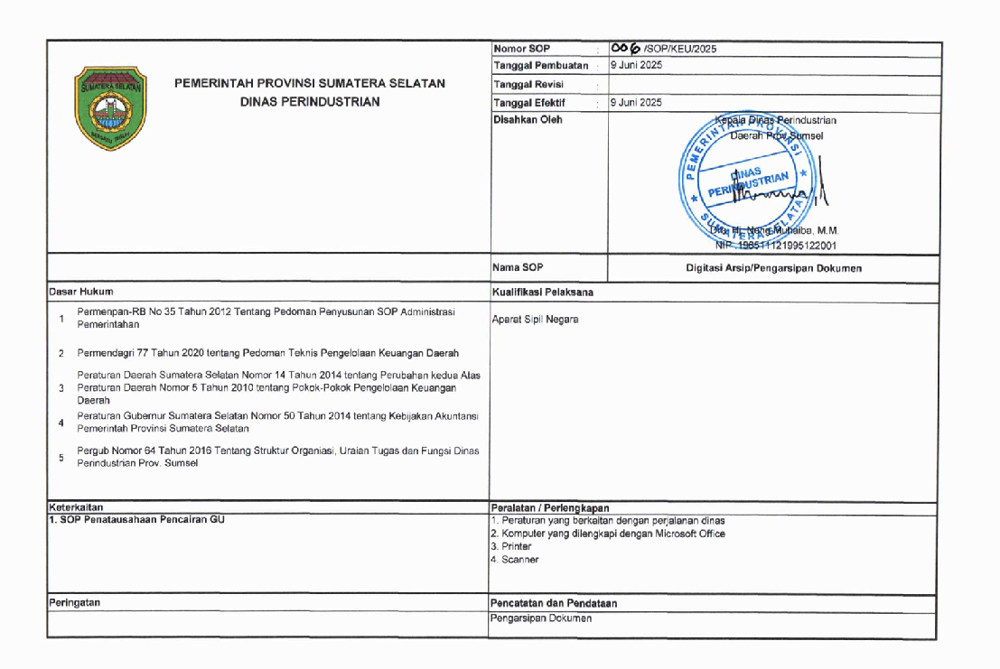 SUMATERA SELATAN
BERSATU TEGUH
PEMERINTAH PROVINSI SUMATERA SELATAN
DINAS PERINDUSTRIAN
Nomor SOP : 006 /SOP/KEU/2025
Tanggal Pembuatan : 9 Juni 2025
Tanggal Revisi :
Tanggal Efektif : 9 Juni 2025
Disahkan Oleh
Kepala Dinas Perindustrian
Daerah Prov.Sumsel
PEMERINTAH PROVINSI
DINAS
PERINDUSTRIAN
SUMATERA SELATAN
Dra. Hj. Neng Muhaiba, M.M.
NIP. 196511121995122001
Nama SOP
Digitasi Arsip/Pengarsipan Dokumen
Dasar Hukum
1 Permenpan-RB No 35 Tahun 2012 Tentang Pedoman Penyusunan SOP Administrasi
Pemerintahan
2 Permendagri 77 Tahun 2020 tentang Pedoman Teknis Pengelolaan Keuangan Daerah
Peraturan Daerah Sumatera Selatan Nomor 14 Tahun 2014 tentang Perubahan kedua Atas
3 Peraturan Daerah Nomor 5 Tahun 2010 tentang Pokok-Pokok Pengelolaan Keuangan
Daerah
4 Peraturan Gubernur Sumatera Selatan Nomor 50 Tahun 2014 tentang Kebijakan Akuntansi
Pemerintah Provinsi Sumatera Selatan
5 Pergub Nomor 64 Tahun 2016 Tentang Struktur Organiasi, Uraian Tugas dan Fungsi Dinas
Perindustrian Prov. Sumsel
Kualifikasi Pelaksana
Aparat Sipil Negara
Keterkaitan
1. SOP Penatausahaan Pencairan GU
Peralatan / Perlengkapan
1. Peraturan yang berkaitan dengan perjalanan dinas
2. Komputer yang dilengkapi dengan Microsoft Office
3. Printer
4. Scanner
Peringatan
Pencatatan dan Pendataan
Pengarsipan Dokumen